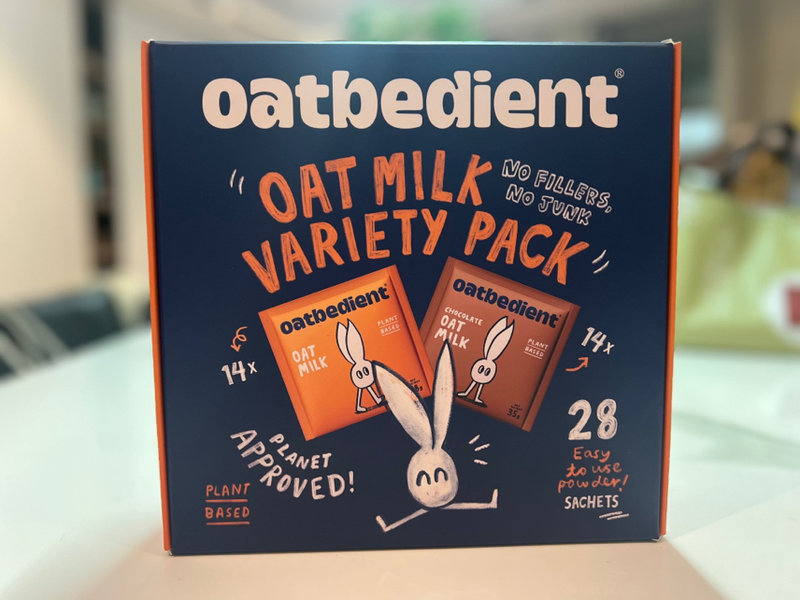 oatbedient®
OAT MILK
VARIETY PACK
NO FILLERS,
NO JUNK
oatbedient
PLANT
BASED
OAT
MILK
14x
oatbedient
CHOCOLATE
OAT
MILK
PLANT
BASED
35g
14x
PLANET
APPROVED!
PLANT
BASED
28
Easy
to use
powder!
SACHETS